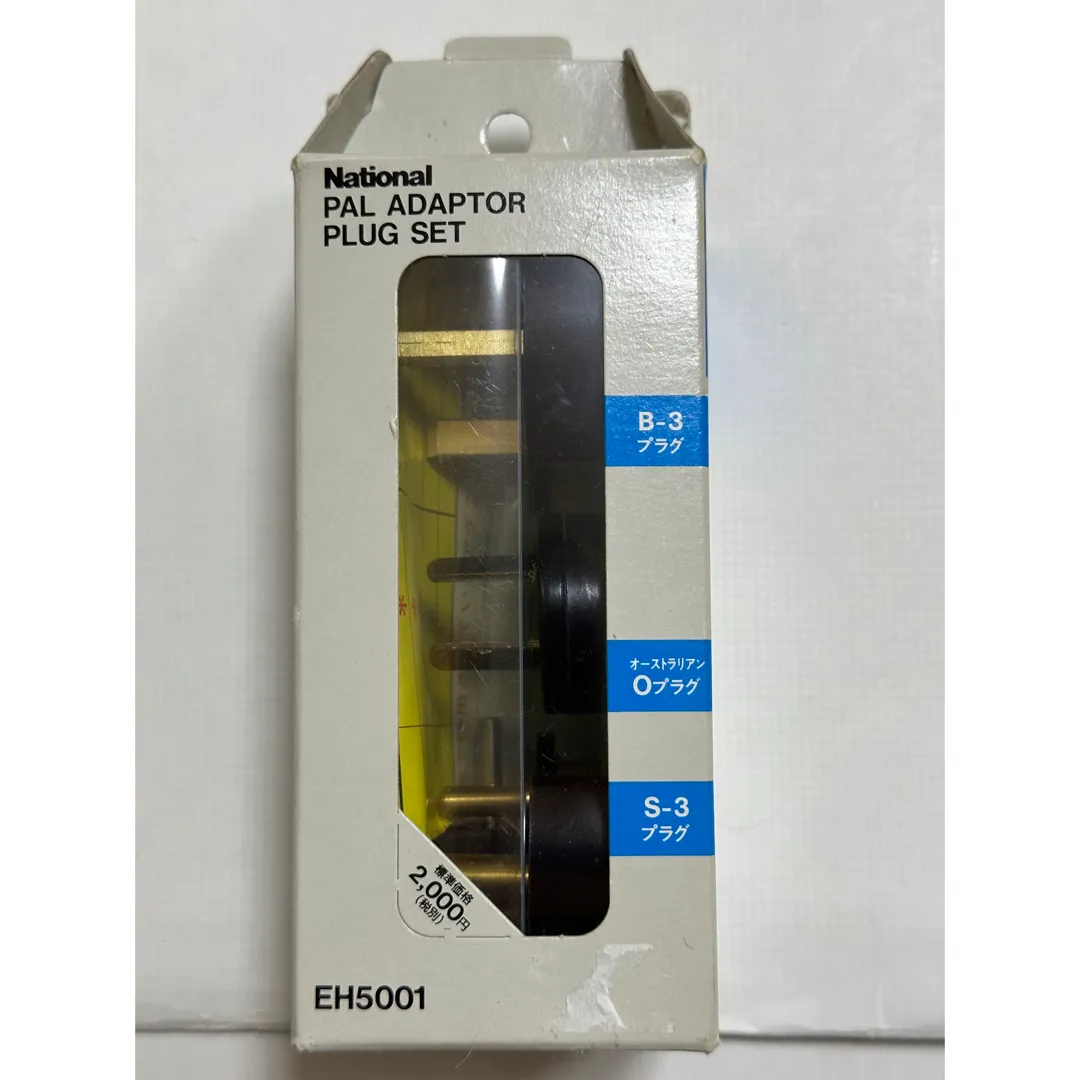 National
PAL ADAPTOR
PLUG SET
B-3
プラグ
オーストラリアン
Oプラグ
S-3
プラグ
標準価格
2,000円
(税別)
EH5001